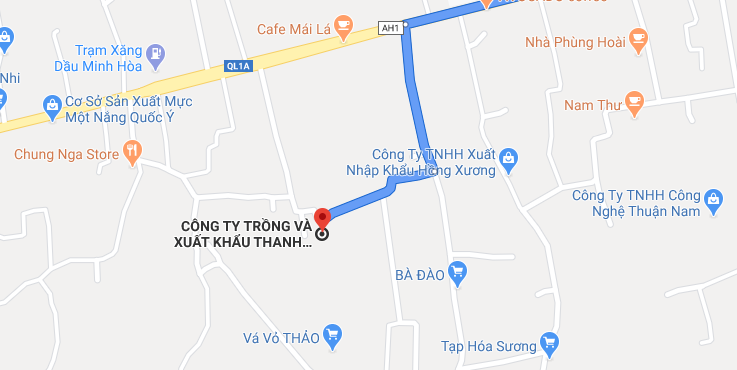 Cafe Mái Lá
AH1
Nhà Phùng Hoài
Trạm Xăng
Dầu Minh Hòa
QL1A
Nhi
Cơ Sở Sản Xuất Mực
Một Nắng Quốc Ý
Nam Thư
Chung Nga Store
Công Ty TNHH Xuất
Nhập Khẩu Hồng Xương
Công Ty TNHH Công
Nghệ Thuận Nam
CÔNG TY TRỒNG VÀ
XUẤT KHẨU THANH...
BÀ ĐÀO
Vá Vỏ THẢO
Tạp Hóa Sương